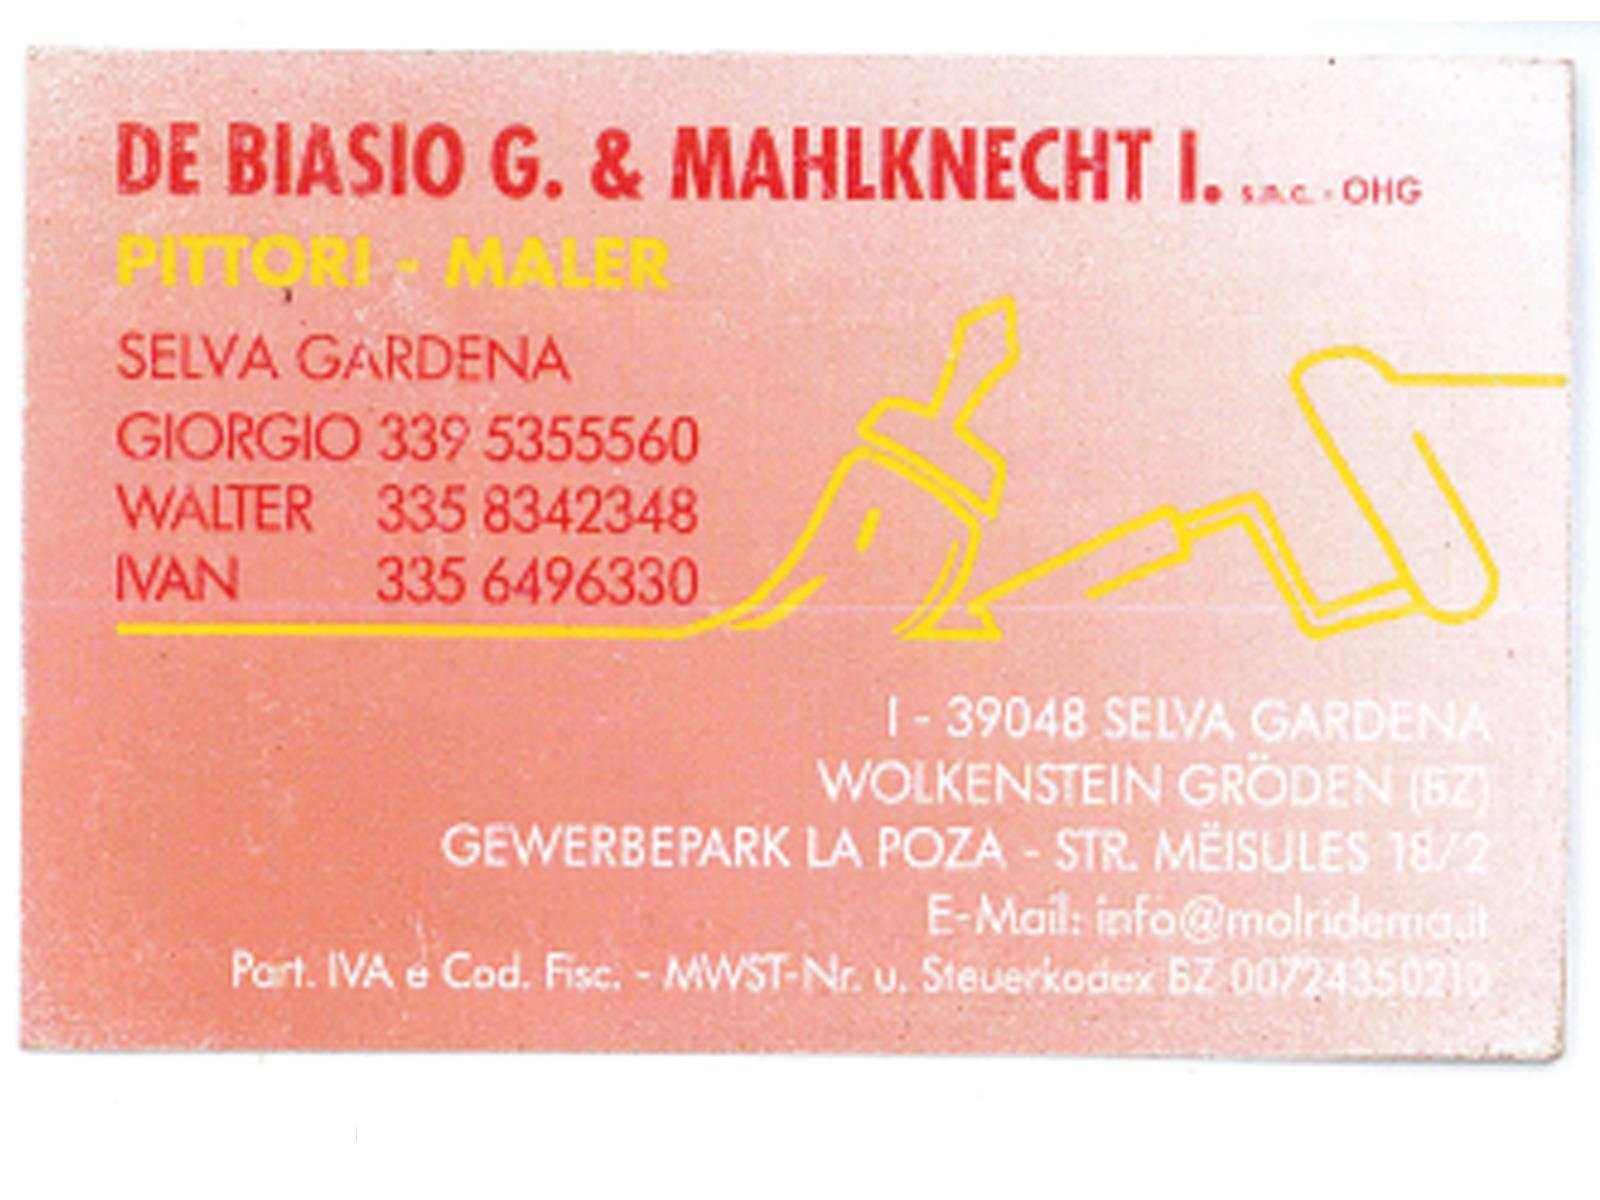 DE BIASIO G. & MAHLKNECHT I. s.n.c. - OHG
PITTORI - MALER
SELVA GARDENA
GIORGIO 339 5355560
WALTER 335 8342348
IVAN 335 6496330
I - 39048 SELVA GARDENA
WOLKENSTEIN GRÖDEN (BZ)
GEWERBEPARK LA POZA - STR. MËISULES 18/2
E-Mail: info@molridema.it
Part. IVA e Cod. Fisc. - MWST-Nr. u. Steuerkodex BZ 00724350210